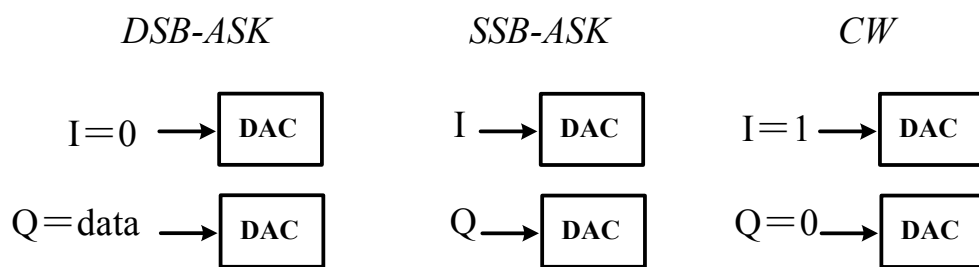 DSB-ASK SSB-ASK CW
I=0 DAC I DAC I=1 DAC
Q=data DAC Q DAC Q=0 DAC